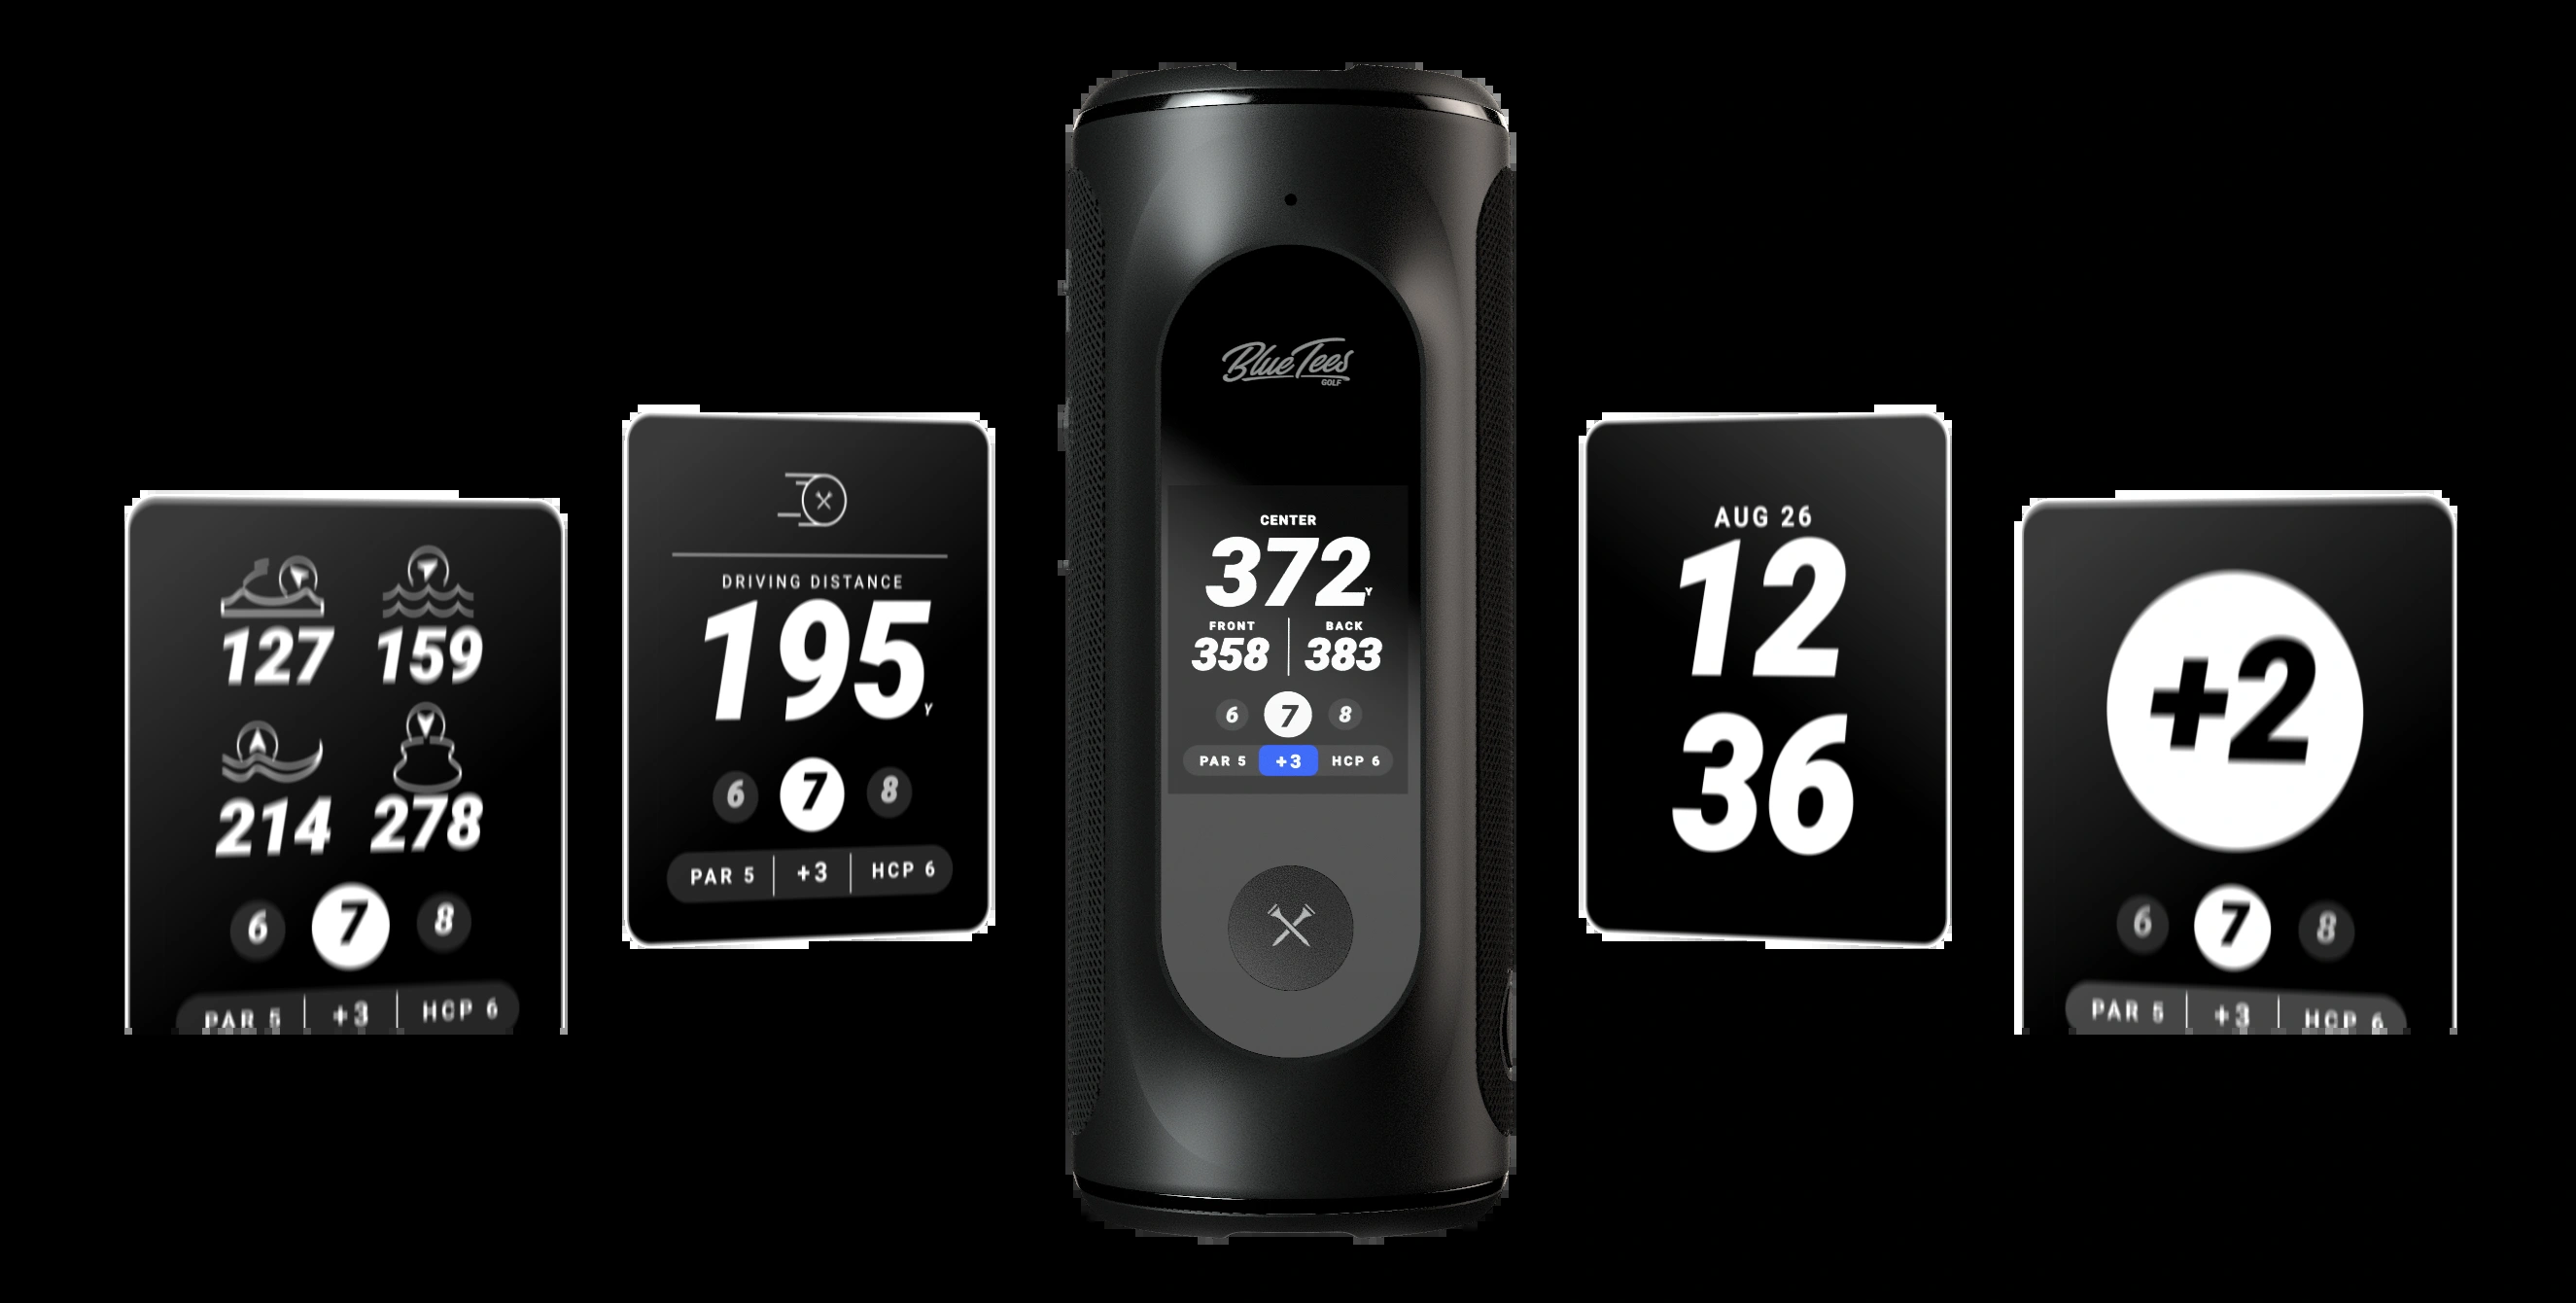 127 159
214 278
6 7 8
PAR 5 +3 HCP 6
DRIVING DISTANCE
195Y
6 7 8
PAR 5 +3 HCP 6
Blue Tees
GOLF
CENTER
372Y
FRONT BACK
358 383
6 7 8
PAR 5 +3 HCP 6
AUG 26
12
36
+2
6 7 8
PAR 5 +3 HCP 6